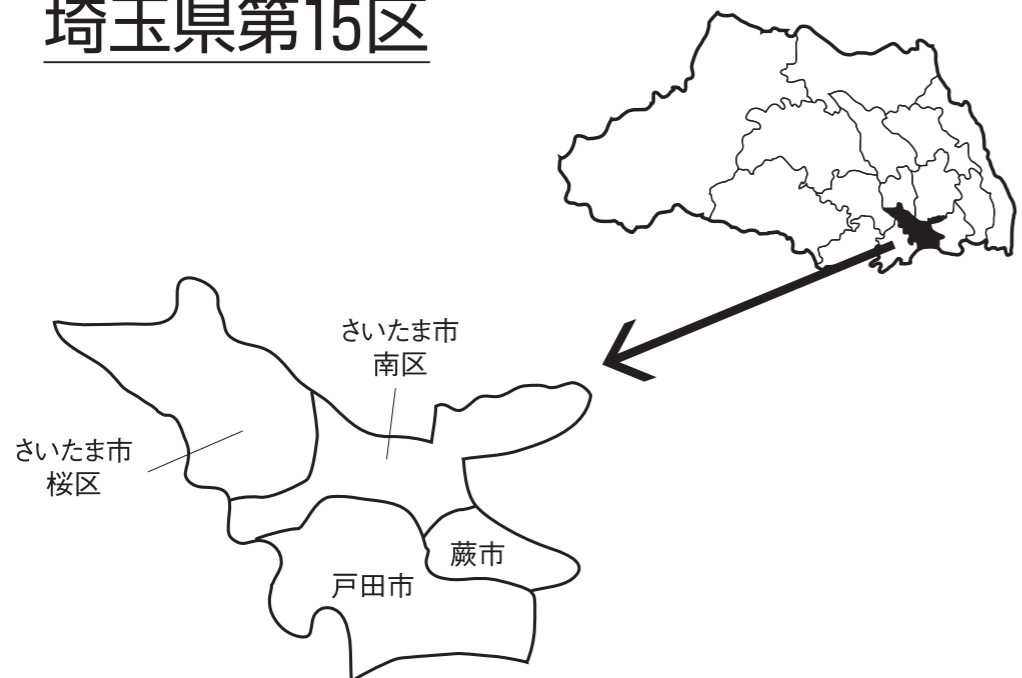 埼玉県第15区
さいたま市
南区
さいたま市
桜区
蕨市
戸田市